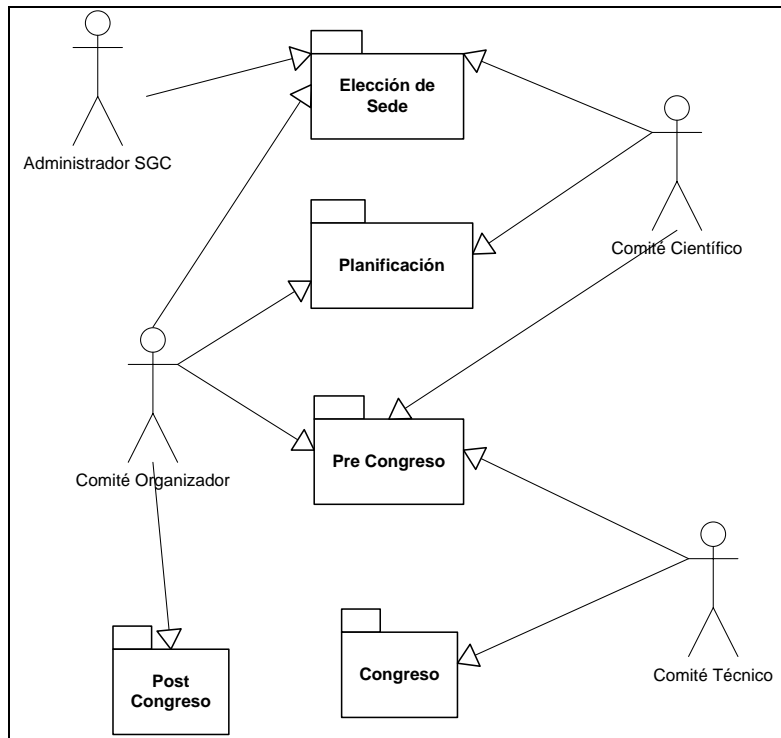 Elección de
Sede
Administrador SGC
Comité Científico
Planificación
Pre Congreso
Comité Organizador
Post
Congreso
Congreso
Comité Técnico